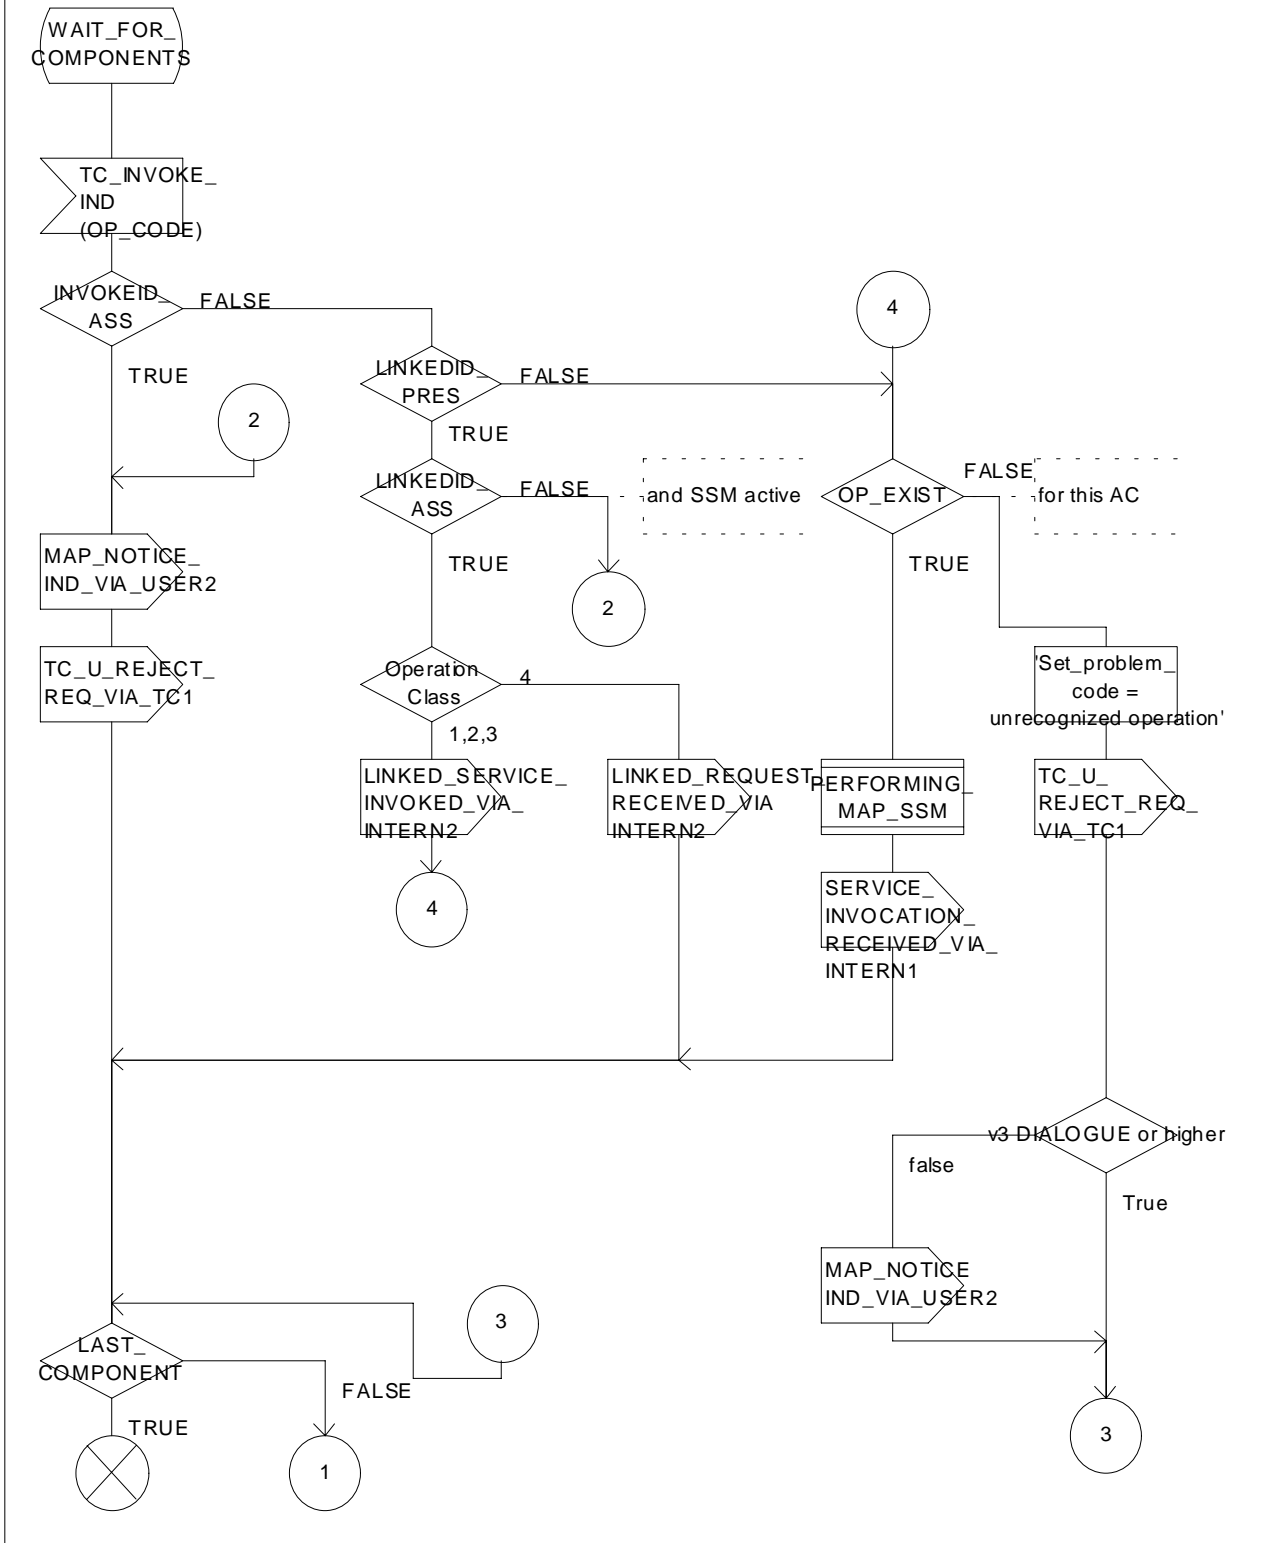 WAIT_FOR_
COMPONENTS
TC_INVOKE_
IND
(OP_CODE)
INVOKEID_
ASS
FALSE
TRUE
2
MAP_NOTICE_
IND_VIA_USER2
TC_U_REJECT_
REQ_VIA_TC1
LINKEDID_
PRES
FALSE
TRUE
LINKEDID_
ASS
FALSE
and SSM active
TRUE
2
Operation
Class
4
1,2,3
LINKED_SERVICE_
INVOKED_VIA_
INTERN2
4
LINKED_REQUEST_
RECEIVED_VIA
INTERN2
4
OP_EXIST
FALSE
for this AC
TRUE
PERFORMING_
MAP_SSM
SERVICE_
INVOCATION_
RECEIVED_VIA_
INTERN1
'Set_problem_
code =
unrecognized operation'
TC_U_
REJECT_REQ_
VIA_TC1
v3 DIALOGUE or higher
false
True
MAP_NOTICE
IND_VIA_USER2
3
3
LAST_
COMPONENT
FALSE
TRUE
1